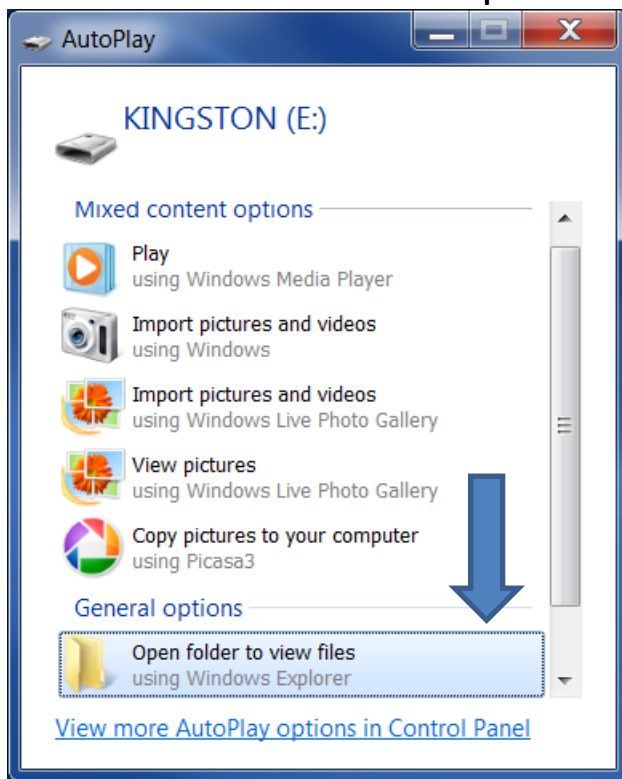 AutoPlay
KINGSTON (E:)
Mixed content options
Play
using Windows Media Player
Import pictures and videos
using Windows
Import pictures and videos
using Windows Live Photo Gallery
View pictures
using Windows Live Photo Gallery
Copy pictures to your computer
using Picasa3
General options
Open folder to view files
using Windows Explorer
View more AutoPlay options in Control Panel